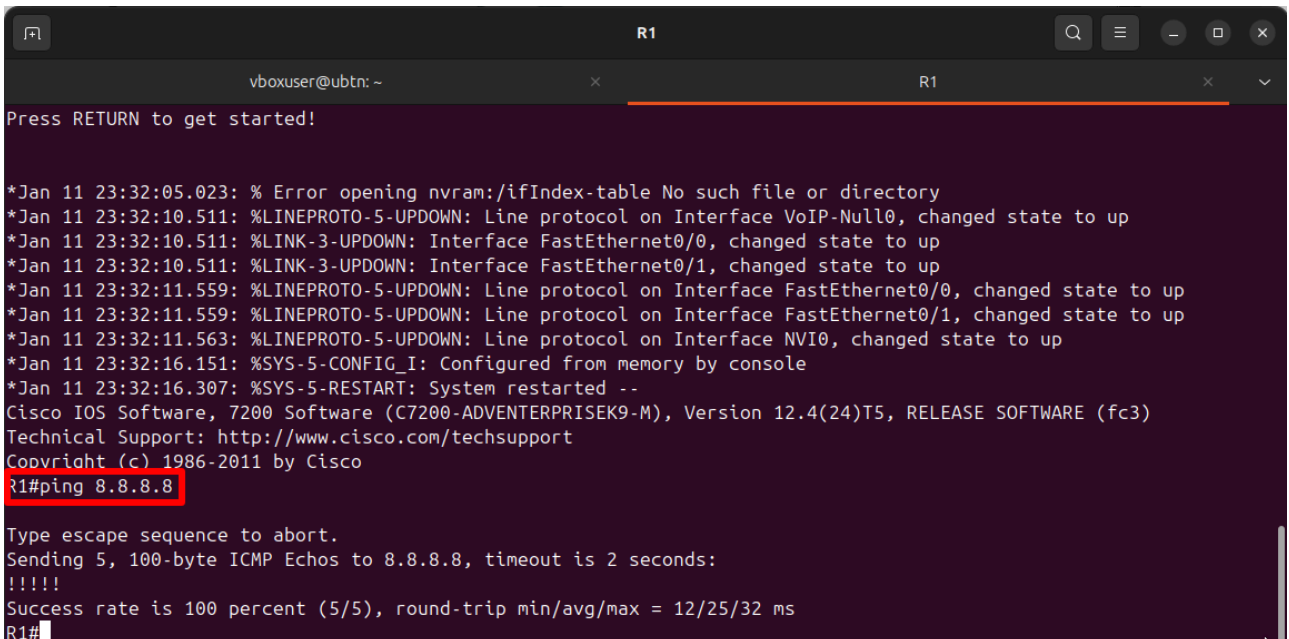 R1
vboxuser@ubtn: ~
R1
Press RETURN to get started!
*Jan 11 23:32:05.023: % Error opening nvram:/ifIndex-table No such file or directory
*Jan 11 23:32:10.511: %LINEPROTO-5-UPDOWN: Line protocol on Interface VoIP-Null0, changed state to up
*Jan 11 23:32:10.511: %LINK-3-UPDOWN: Interface FastEthernet0/0, changed state to up
*Jan 11 23:32:10.511: %LINK-3-UPDOWN: Interface FastEthernet0/1, changed state to up
*Jan 11 23:32:11.559: %LINEPROTO-5-UPDOWN: Line protocol on Interface FastEthernet0/0, changed state to up
*Jan 11 23:32:11.559: %LINEPROTO-5-UPDOWN: Line protocol on Interface FastEthernet0/1, changed state to up
*Jan 11 23:32:11.563: %LINEPROTO-5-UPDOWN: Line protocol on Interface NVI0, changed state to up
*Jan 11 23:32:16.151: %SYS-5-CONFIG_I: Configured from memory by console
*Jan 11 23:32:16.307: %SYS-5-RESTART: System restarted --
Cisco IOS Software, 7200 Software (C7200-ADVENTERPRISEK9-M), Version 12.4(24)T5, RELEASE SOFTWARE (fc3)
Technical Support: http://www.cisco.com/techsupport
Copyright (c) 1986-2011 by Cisco
R1#ping 8.8.8.8
Type escape sequence to abort.
Sending 5, 100-byte ICMP Echos to 8.8.8.8, timeout is 2 seconds:
!!!!!
Success rate is 100 percent (5/5), round-trip min/avg/max = 12/25/32 ms
R1#